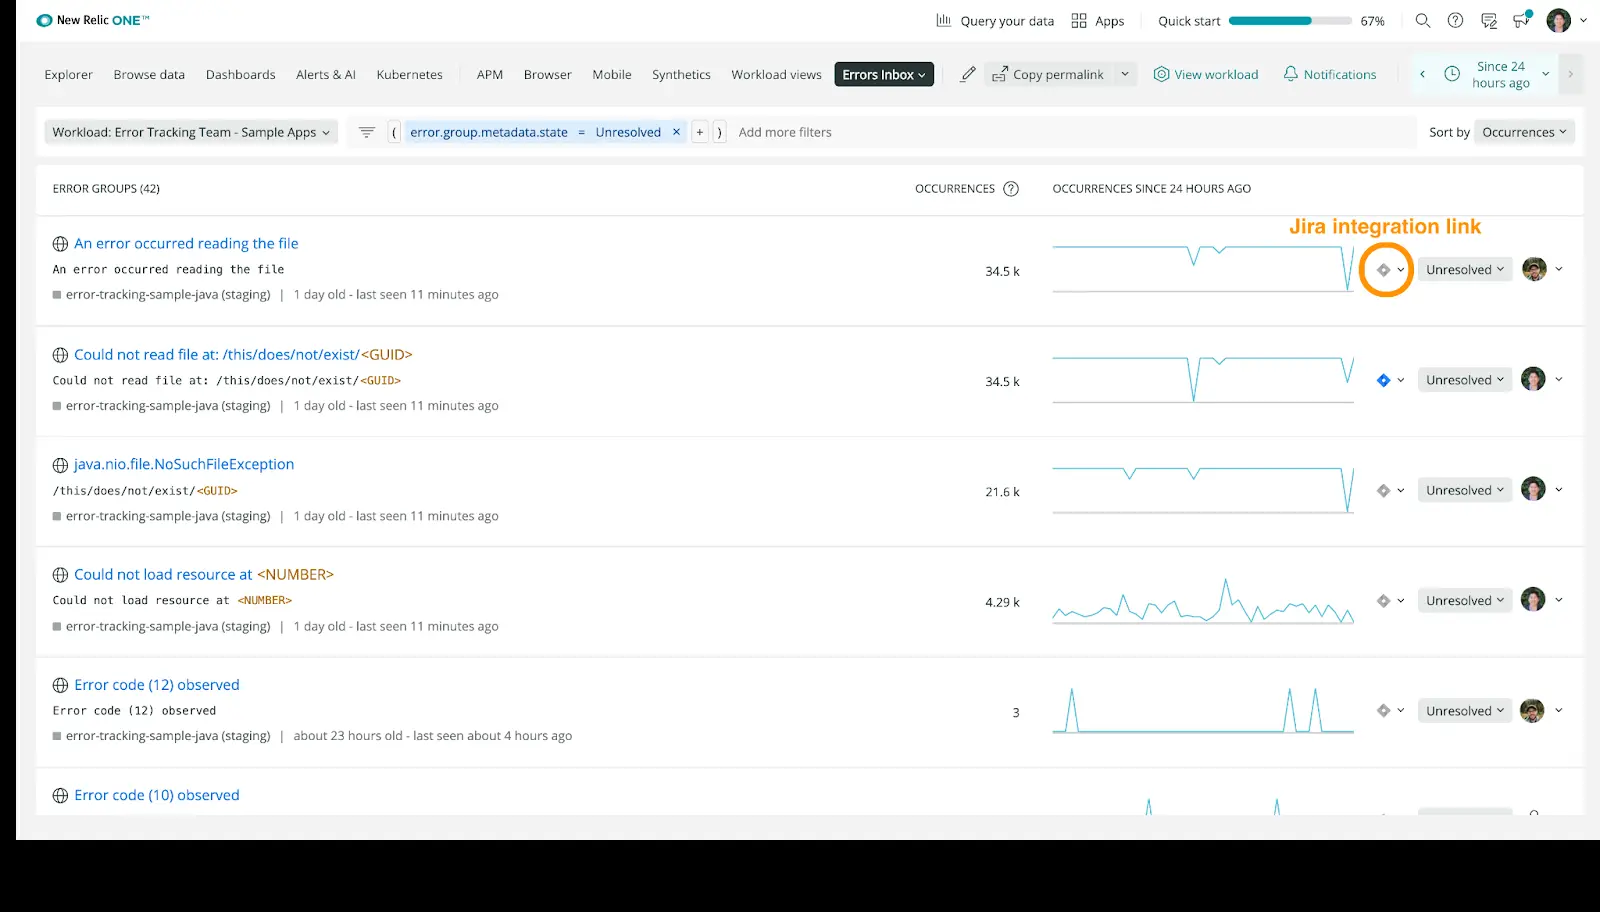 New Relic ONE™
Query your data
Apps
Quick start
67%
Explorer
Browse data
Dashboards
Alerts & AI
Kubernetes
APM
Browser
Mobile
Synthetics
Workload views
Errors Inbox
Copy permalink
View workload
Notifications
Since 24
hours ago
Workload: Error Tracking Team - Sample Apps
( error.group.metadata.state = Unresolved × + )
Add more filters
Sort by
Occurrences
ERROR GROUPS (42)
OCCURRENCES ?
OCCURRENCES SINCE 24 HOURS AGO
Jira integration link
An error occurred reading the file
An error occurred reading the file
error-tracking-sample-java (staging) | 1 day old - last seen 11 minutes ago
34.5 k
Unresolved
Could not read file at: /this/does/not/exist/<GUID>
Could not read file at: /this/does/not/exist/<GUID>
error-tracking-sample-java (staging) | 1 day old - last seen 11 minutes ago
34.5 k
Unresolved
java.nio.file.NoSuchFileException
/this/does/not/exist/<GUID>
error-tracking-sample-java (staging) | 1 day old - last seen 11 minutes ago
21.6 k
Unresolved
Could not load resource at <NUMBER>
Could not load resource at <NUMBER>
error-tracking-sample-java (staging) | 1 day old - last seen 11 minutes ago
4.29 k
Unresolved
Error code (12) observed
Error code (12) observed
error-tracking-sample-java (staging) | about 23 hours old - last seen about 4 hours ago
3
Unresolved
Error code (10) observed